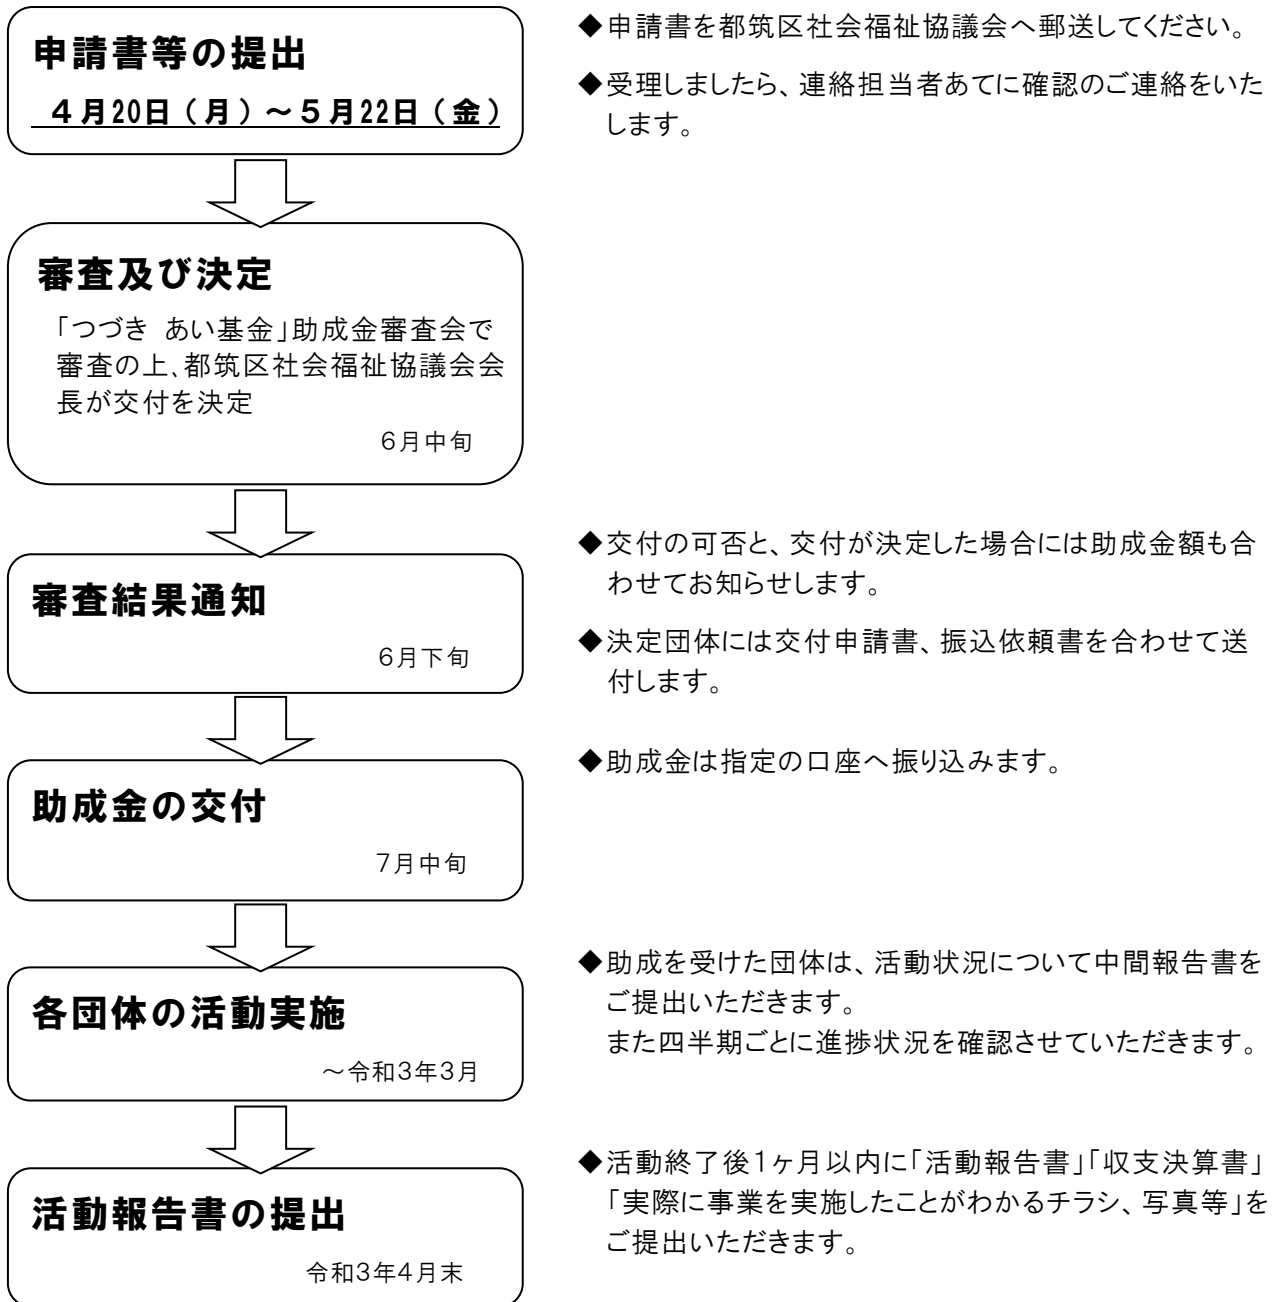 申請書等の提出
４月20日（月）～５月22日（金）
◆申請書を都筑区社会福祉協議会へ郵送してください。
◆受理しましたら、連絡担当者あてに確認のご連絡をいた
します。
審査及び決定
「つづき あい基金」助成金審査会で
審査の上、都筑区社会福祉協議会会
長が交付を決定
6月中旬
審査結果通知
6月下旬
◆交付の可否と、交付が決定した場合には助成金額も合
わせてお知らせします。
◆決定団体には交付申請書、振込依頼書を合わせて送
付します。
助成金の交付
7月中旬
◆助成金は指定の口座へ振り込みます。
各団体の活動実施
～令和3年3月
◆助成を受けた団体は、活動状況について中間報告書を
ご提出いただきます。
また四半期ごとに進捗状況を確認させていただきます。
活動報告書の提出
令和3年4月末
◆活動終了後1ヶ月以内に「活動報告書」「収支決算書」
「実際に事業を実施したことがわかるチラシ、写真等」を
ご提出いただきます。